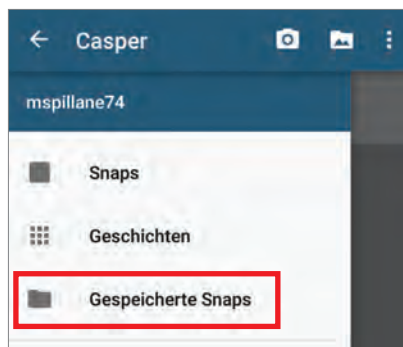 Casper
mspillane74
Snaps
Geschichten
Gespeicherte Snaps